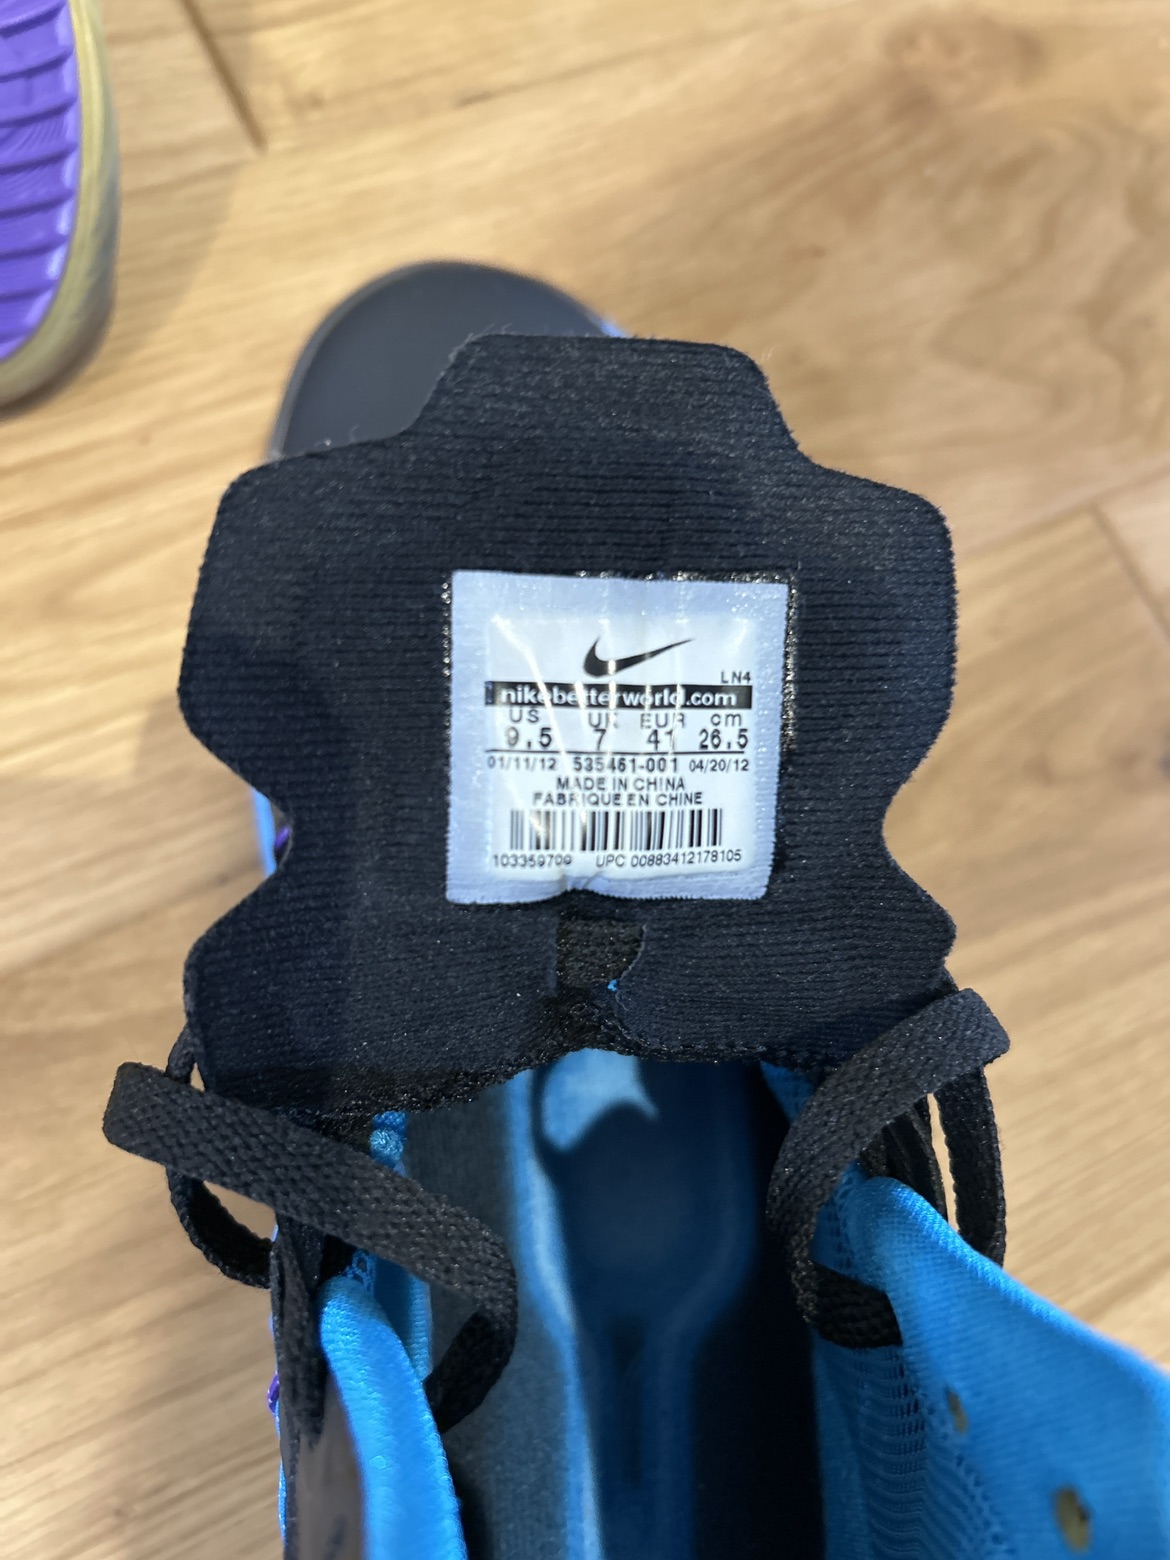 LN4
nikebetterworld.com
US UK EUR cm
9.5 7 41 26.5
01/11/12 535461-001 04/20/12
MADE IN CHINA
FABRIQUE EN CHINE
103359709 UPC 00883412178105